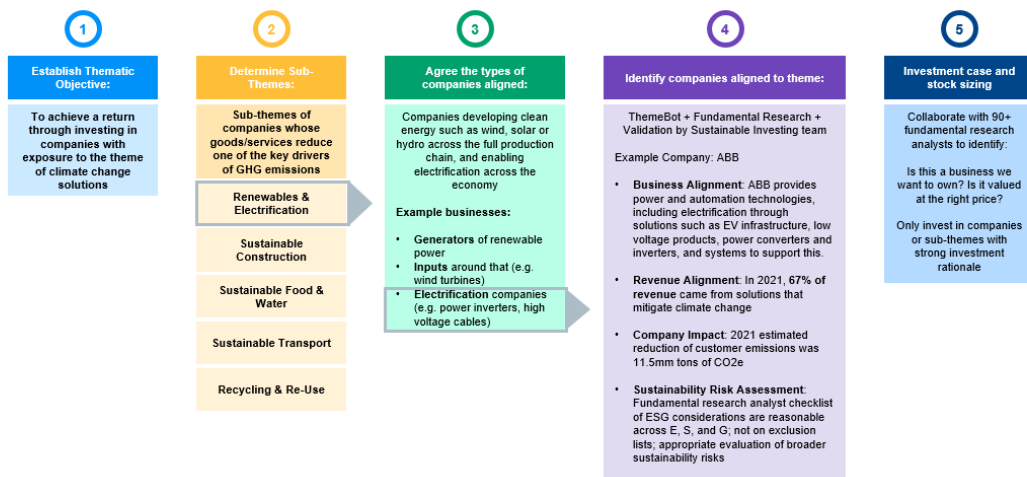 1
Establish Thematic
Objective:
To achieve a return
through investing in
companies with
exposure to the theme
of climate change
solutions
2
Determine Sub-
Themes:
Sub-themes of
companies whose
goods/services reduce
one of the key drivers
of GHG emissions
Renewables &
Electrification
Sustainable
Construction
Sustainable Food &
Water
Sustainable Transport
Recycling & Re-Use
3
Agree the types of
companies aligned:
Companies developing clean
energy such as wind, solar or
hydro across the full production
chain, and enabling
electrification across the
economy
Example businesses:
• Generators of renewable
power
• Inputs around that (e.g.
wind turbines)
• Electrification companies
(e.g. power inverters, high
voltage cables)
4
Identify companies aligned to theme:
ThemeBot + Fundamental Research +
Validation by Sustainable Investing team
Example Company: ABB
• Business Alignment: ABB provides
power and automation technologies,
including electrification through
solutions such as EV infrastructure, low
voltage products, power converters and
inverters, and systems to support this.
• Revenue Alignment: In 2021, 67% of
revenue came from solutions that
mitigate climate change
• Company Impact: 2021 estimated
reduction of customer emissions was
11.5mm tons of CO2e
• Sustainability Risk Assessment:
Fundamental research analyst checklist
of ESG considerations are reasonable
across E, S, and G; not on exclusion
lists; appropriate evaluation of broader
sustainability risks
5
Investment case and
stock sizing
Collaborate with 90+
fundamental research
analysts to identify:
Is this a business we
want to own? Is it valued
at the right price?
Only invest in companies
or sub-themes with
strong investment
rationale